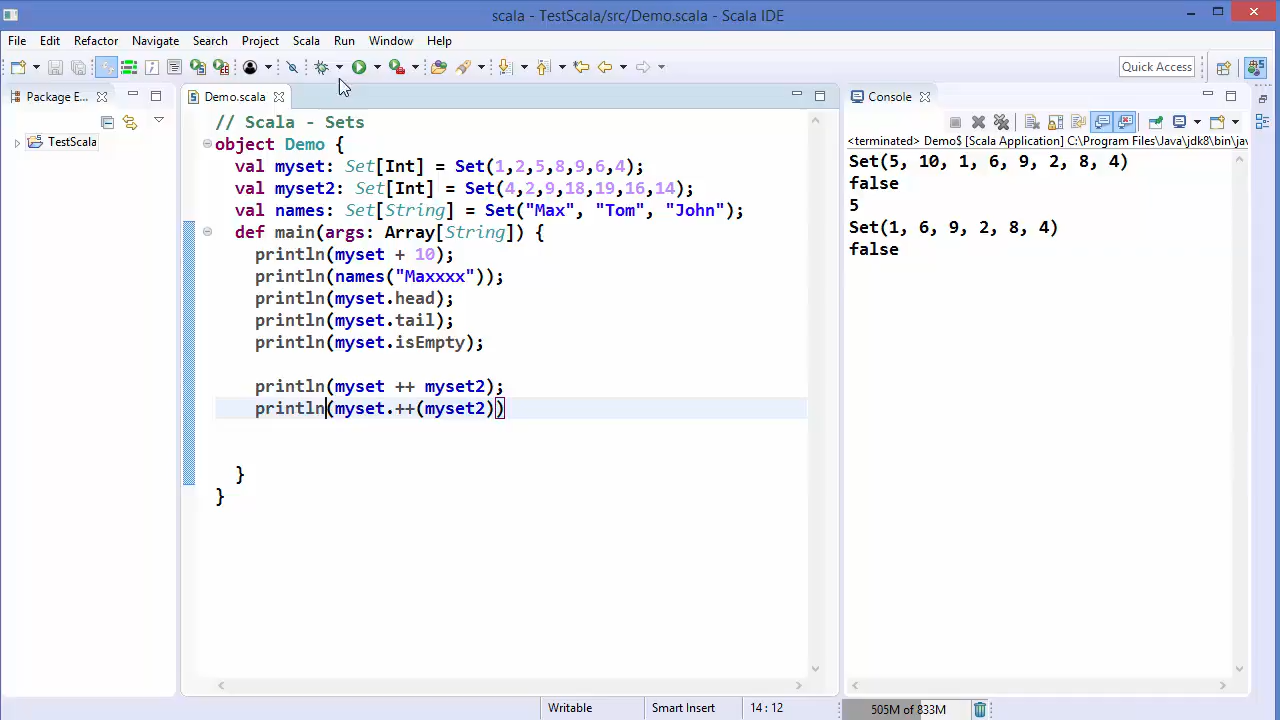 scala - TestScala/src/Demo.scala - Scala IDE
File Edit Refactor Navigate Search Project Scala Run Window Help
Quick Access
Package E...
Demo.scala
Console
TestScala
<terminated> Demo$ [Scala Application] C:\Program Files\Java\jdk8\bin\jav
// Scala - Sets
object Demo {
val myset: Set[Int] = Set(1,2,5,8,9,6,4);
val myset2: Set[Int] = Set(4,2,9,18,19,16,14);
val names: Set[String] = Set("Max", "Tom", "John");
def main(args: Array[String]) {
println(myset + 10);
println(names("Maxxxx"));
println(myset.head);
println(myset.tail);
println(myset.isEmpty);
println(myset ++ myset2);
println(myset.++(myset2))
}
}
Set(5, 10, 1, 6, 9, 2, 8, 4)
false
5
Set(1, 6, 9, 2, 8, 4)
false
Writable
Smart Insert
14 : 12
505M of 833M